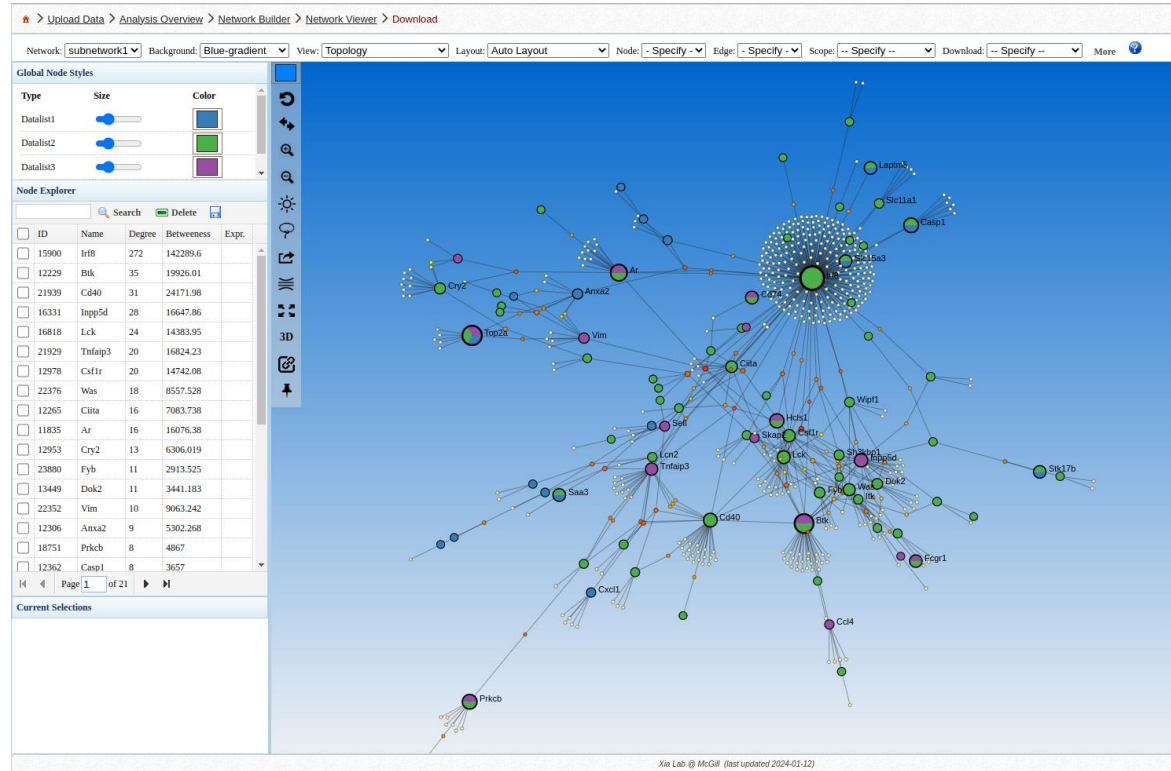 > Upload Data > Analysis Overview > Network Builder > Network Viewer > Download
Network: subnetwork1 Background: Blue-gradient View: Topology Layout: Auto Layout Node: - Specify - Edge: - Specify - Scope: -- Specify -- Download: -- Specify -- More ?
Global Node Styles
Type Size Color
Datalist1
Datalist2
Datalist3
Node Explorer
Search Delete
ID Name Degree Betweeness Expr.
15900 Irf8 272 142289.6
12229 Btk 35 19926.01
21939 Cd40 31 24171.98
16331 Inpp5d 28 16647.86
16818 Lck 24 14383.95
21929 Tnfaip3 20 16824.23
12978 Csf1r 20 14742.08
22376 Was 18 8557.528
12265 Ciita 16 7083.738
11835 Ar 16 16076.38
12953 Cry2 13 6306.019
23880 Fyb 11 2913.525
13449 Dok2 11 3441.183
22352 Vim 10 9063.242
12306 Anxa2 9 5302.268
18751 Prkcb 8 4867
12362 Casp1 8 3657
Page 1 of 21
Current Selections
3D
Laptm5
Slc11a1
Casp1
Slc15a3
Irf8
Ar
Cry2
Anxa2
Cd74
Top2a
Vim
Ciita
Wipf1
Hcls1
Sell
Skap2
Csf1r
Lcn2
Lck
Sh3kbp1
Inpp5d
Tnfaip3
Stk17b
Dok2
Saa3
Fyb
Was
Itk
Cd40
Btk
Fcgr1
Cxcl1
Ccl4
Prkcb
Xia Lab @ McGill (last updated 2024-01-12)